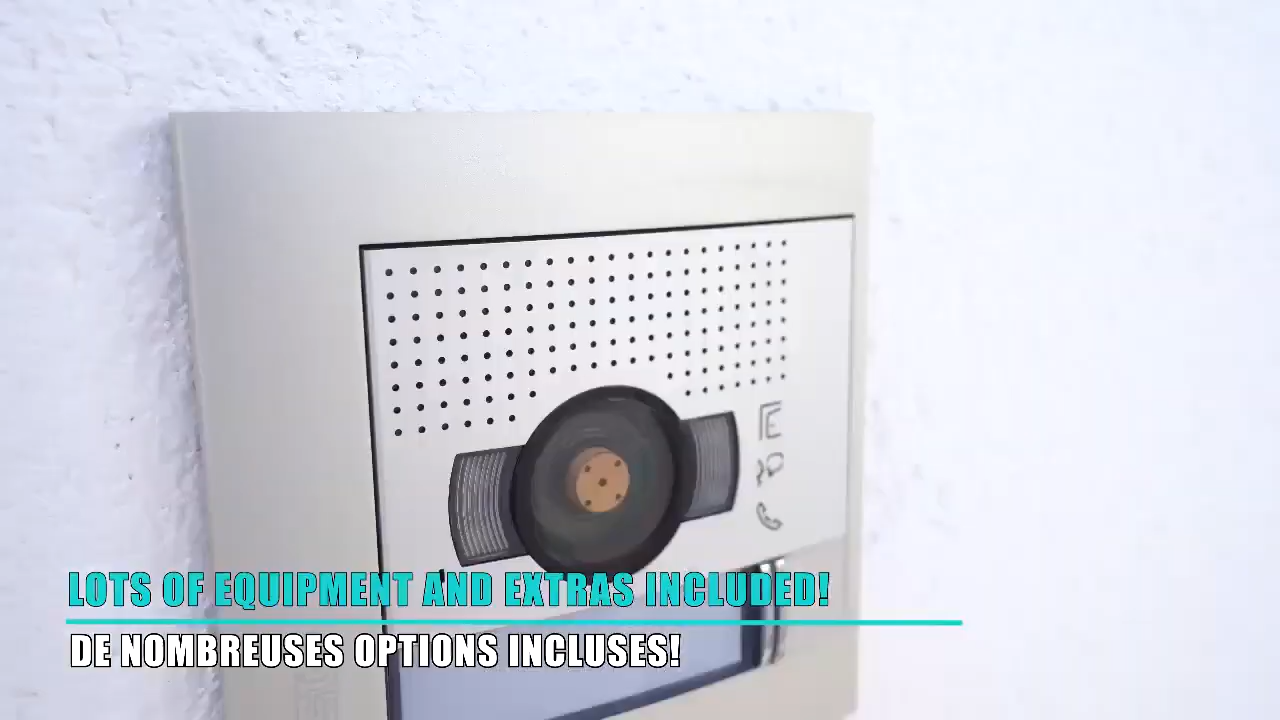 LOTS OF EQUIPMENT AND EXTRAS INCLUDED!
DE NOMBREUSES OPTIONS INCLUSES!